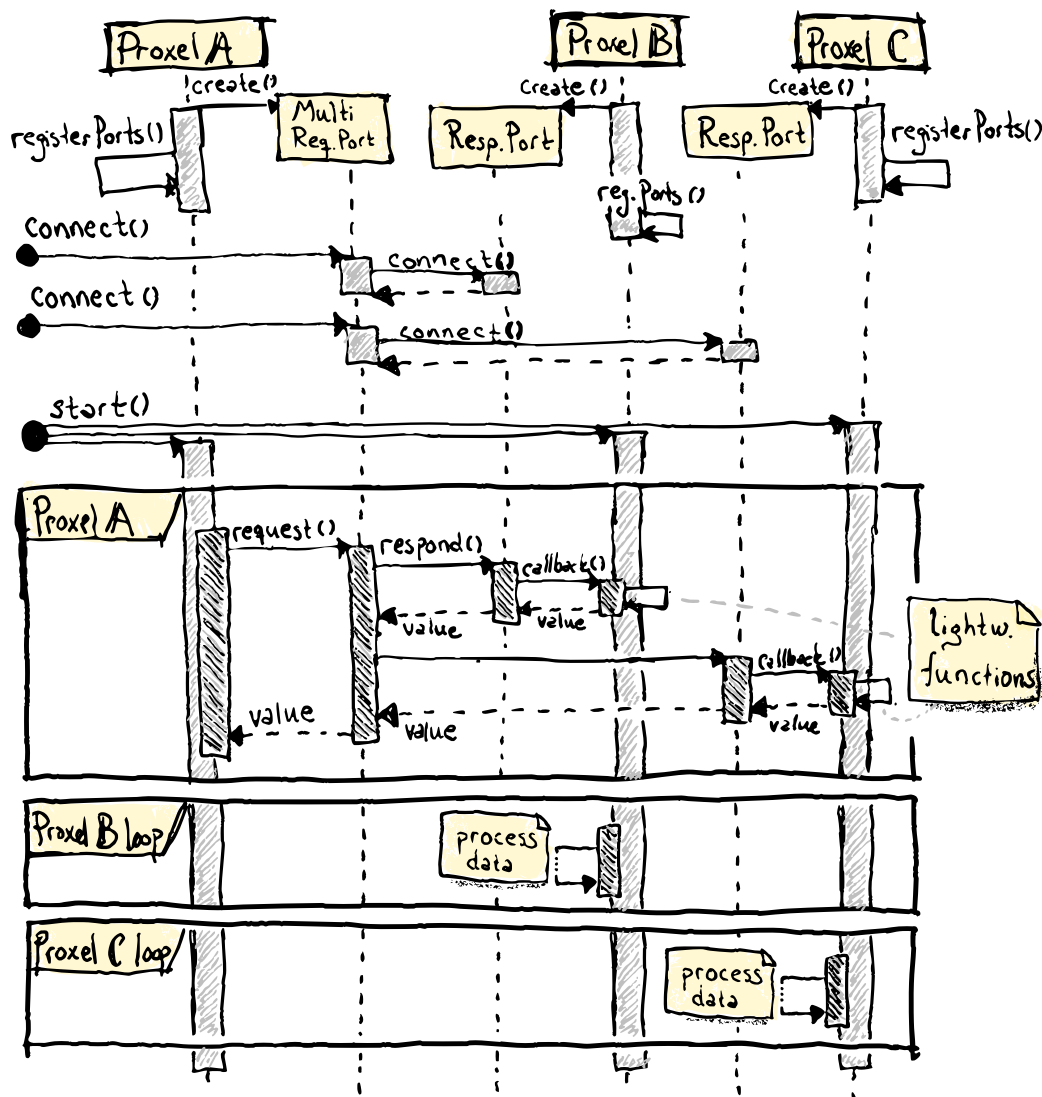 Proxel A
Proxel B
Proxel C
create()
create()
create()
Multi
Req.Port
Resp.Port
Resp.Port
registerPorts()
registerPorts()
reg.Ports()
connect()
connect()
connect()
connect()
start()
Proxel A
request()
respond()
callback()
value
value
lightw.
functions
callback()
value
value
value
Proxel B loop
process
data
Proxel C loop
process
data